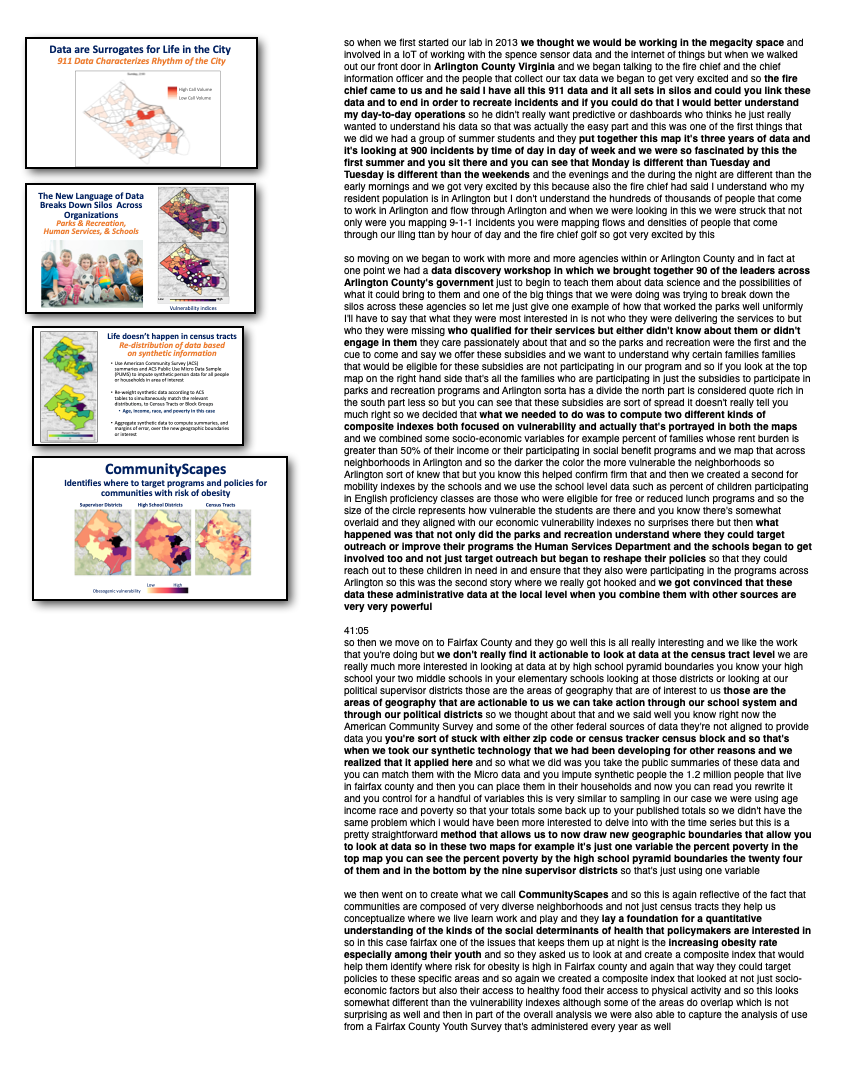 Data are Surrogates for Life in the City
911 Data Characterizes Rhythm of the City
High Call Volume
Low Call Volume
The New Language of Data
Breaks Down Silos Across
Organizations
Parks & Recreation,
Human Services, & Schools
Low
High
Vulnerability indices
Life doesn't happen in census tracts
Re-distribution of data based
on synthetic information
• Use American Community Survey (ACS)
summaries and ACS Public Use Micro Data Sample
(PUMS) to impute synthetic person data for all people
or households in area of interest
• Re-weight synthetic data according to ACS
tables to simultaneously match the relevant
distributions, to Census Tracts or Block Groups
• Age, income, race, and poverty in this case
• Aggregate synthetic data to compute summaries, and
margins of error, over the new geographic boundaries
or interest
CommunityScapes
Identifies where to target programs and policies for
communities with risk of obesity
Supervisor Districts
High School Districts
Census Tracts
Low
High
Obesogenic vulnerability
so when we first started our lab in 2013 we thought we would be working in the megacity space and
involved in a IoT of working with the spence sensor data and the internet of things but when we walked
out our front door in Arlington County Virginia and we began talking to the fire chief and the chief
information officer and the people that collect our tax data we began to get very excited and so the fire
chief came to us and he said I have all this 911 data and it all sets in silos and could you link these
data and to end in order to recreate incidents and if you could do that I would better understand
my day-to-day operations so he didn't really want predictive or dashboards who thinks he just really
wanted to understand his data so that was actually the easy part and this was one of the first things that
we did we had a group of summer students and they put together this map it's three years of data and
it's looking at 900 incidents by time of day in day of week and we were so fascinated by this the
first summer and you sit there and you can see that Monday is different than Tuesday and
Tuesday is different than the weekends and the evenings and the during the night are different than the
early mornings and we got very excited by this because also the fire chief had said I understand who my
resident population is in Arlington but I don't understand the hundreds of thousands of people that come
to work in Arlington and flow through Arlington and when we were looking in this we were struck that not
only were you mapping 9-1-1 incidents you were mapping flows and densities of people that come
through our lling ttan by hour of day and the fire chief golf so got very excited by this
so moving on we began to work with more and more agencies within or Arlington County and in fact at
one point we had a data discovery workshop in which we brought together 90 of the leaders across
Arlington County's government just to begin to teach them about data science and the possibilities of
what it could bring to them and one of the big things that we were doing was trying to break down the
silos across these agencies so let me just give one example of how that worked the parks well uniformly
I'll have to say that what they were most interested in is not who they were delivering the services to but
who they were missing who qualified for their services but either didn't know about them or didn't
engage in them they care passionately about that and so the parks and recreation were the first and the
cue to come and say we offer these subsidies and we want to understand why certain families families
that would be eligible for these subsidies are not participating in our program and so if you look at the top
map on the right hand side that's all the families who are participating in just the subsidies to participate in
parks and recreation programs and Arlington sorta has a divide the north part is considered quote rich in
the south part less so but you can see that these subsidies are sort of spread it doesn't really tell you
much right so we decided that what we needed to do was to compute two different kinds of
composite indexes both focused on vulnerability and actually that's portrayed in both the maps
and we combined some socio-economic variables for example percent of families whose rent burden is
greater than 50% of their income or their participating in social benefit programs and we map that across
neighborhoods in Arlington and so the darker the color the more vulnerable the neighborhoods so
Arlington sort of knew that but you know this helped confirm firm that and then we created a second for
mobility indexes by the schools and we use the school level data such as percent of children participating
in English proficiency classes are those who were eligible for free or reduced lunch programs and so the
size of the circle represents how vulnerable the students are there and you know there's somewhat
overlaid and they aligned with our economic vulnerability indexes no surprises there but then what
happened was that not only did the parks and recreation understand where they could target
outreach or improve their programs the Human Services Department and the schools began to get
involved too and not just target outreach but began to reshape their policies so that they could
reach out to these children in need in and ensure that they also were participating in the programs across
Arlington so this was the second story where we really got hooked and we got convinced that these
data these administrative data at the local level when you combine them with other sources are
very very powerful
41:05
so then we move on to Fairfax County and they go well this is all really interesting and we like the work
that you're doing but we don't really find it actionable to look at data at the census tract level we are
really much more interested in looking at data at by high school pyramid boundaries you know your high
school your two middle schools in your elementary schools looking at those districts or looking at our
political supervisor districts those are the areas of geography that are of interest to us those are the
areas of geography that are actionable to us we can take action through our school system and
through our political districts so we thought about that and we said well you know right now the
American Community Survey and some of the other federal sources of data they're not aligned to provide
data you you're sort of stuck with either zip code or census tracker census block and so that's
when we took our synthetic technology that we had been developing for other reasons and we
realized that it applied here and so what we did was you take the public summaries of these data and
you can match them with the Micro data and you impute synthetic people the 1.2 million people that live
in fairfax county and then you can place them in their households and now you can read you rewrite it
and you control for a handful of variables this is very similar to sampling in our case we were using age
income race and poverty so that your totals some back up to your published totals so we didn't have the
same problem which i would have been more interested to delve into with the time series but this is a
pretty straightforward method that allows us to now draw new geographic boundaries that allow you
to look at data so in these two maps for example it's just one variable the percent poverty in the
top map you can see the percent poverty by the high school pyramid boundaries the twenty four
of them and in the bottom by the nine supervisor districts so that's just using one variable
we then went on to create what we call CommunityScapes and so this is again reflective of the fact that
communities are composed of very diverse neighborhoods and not just census tracts they help us
conceptualize where we live learn work and play and they lay a foundation for a quantitative
understanding of the kinds of the social determinants of health that policymakers are interested in
so in this case fairfax one of the issues that keeps them up at night is the increasing obesity rate
especially among their youth and so they asked us to look at and create a composite index that would
help them identify where risk for obesity is high in Fairfax county and again that way they could target
policies to these specific areas and so again we created a composite index that looked at not just socio-
economic factors but also their access to healthy food their access to physical activity and so this looks
somewhat different than the vulnerability indexes although some of the areas do overlap which is not
surprising as well and then in part of the overall analysis we were also able to capture the analysis of use
from a Fairfax County Youth Survey that's administered every year as well